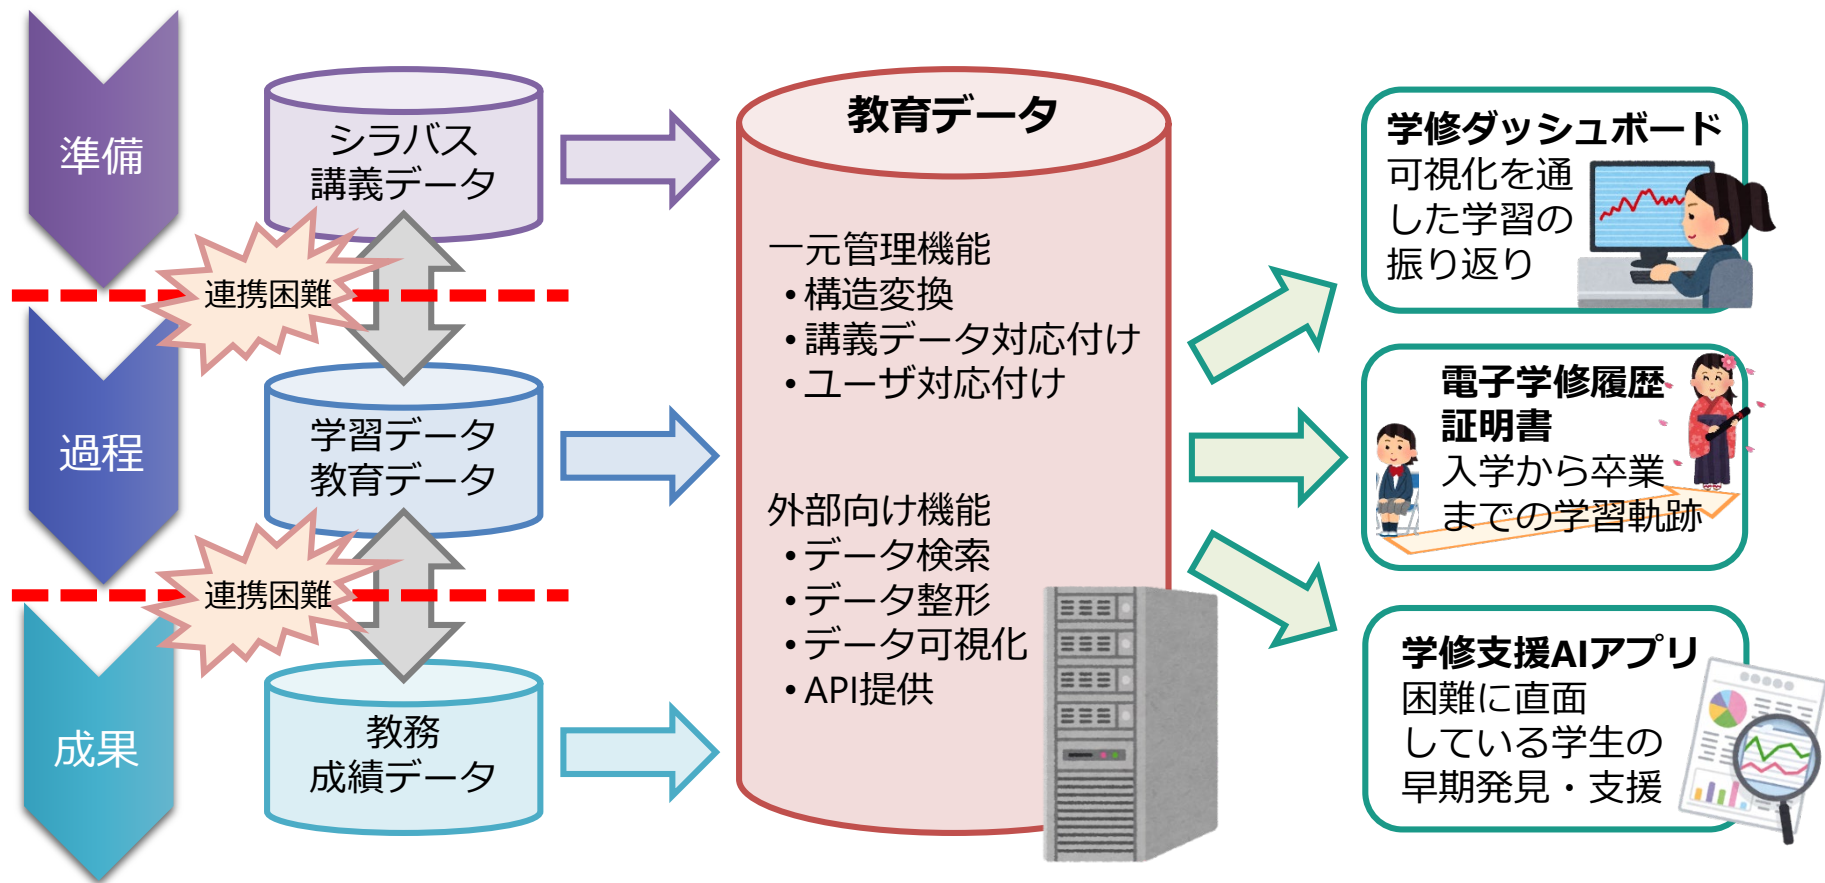 準備
シラバス
講義データ
連携困難
過程
学習データ
教育データ
連携困難
成果
教務
成績データ
教育データ
一元管理機能
・構造変換
・講義データ対応付け
・ユーザ対応付け
外部向け機能
・データ検索
・データ整形
・データ可視化
・API提供
学修ダッシュボード
可視化を通
した学習の
振り返り
電子学修履歴
証明書
入学から卒業
までの学習軌跡
学修支援AIアプリ
困難に直面
している学生の
早期発見・支援